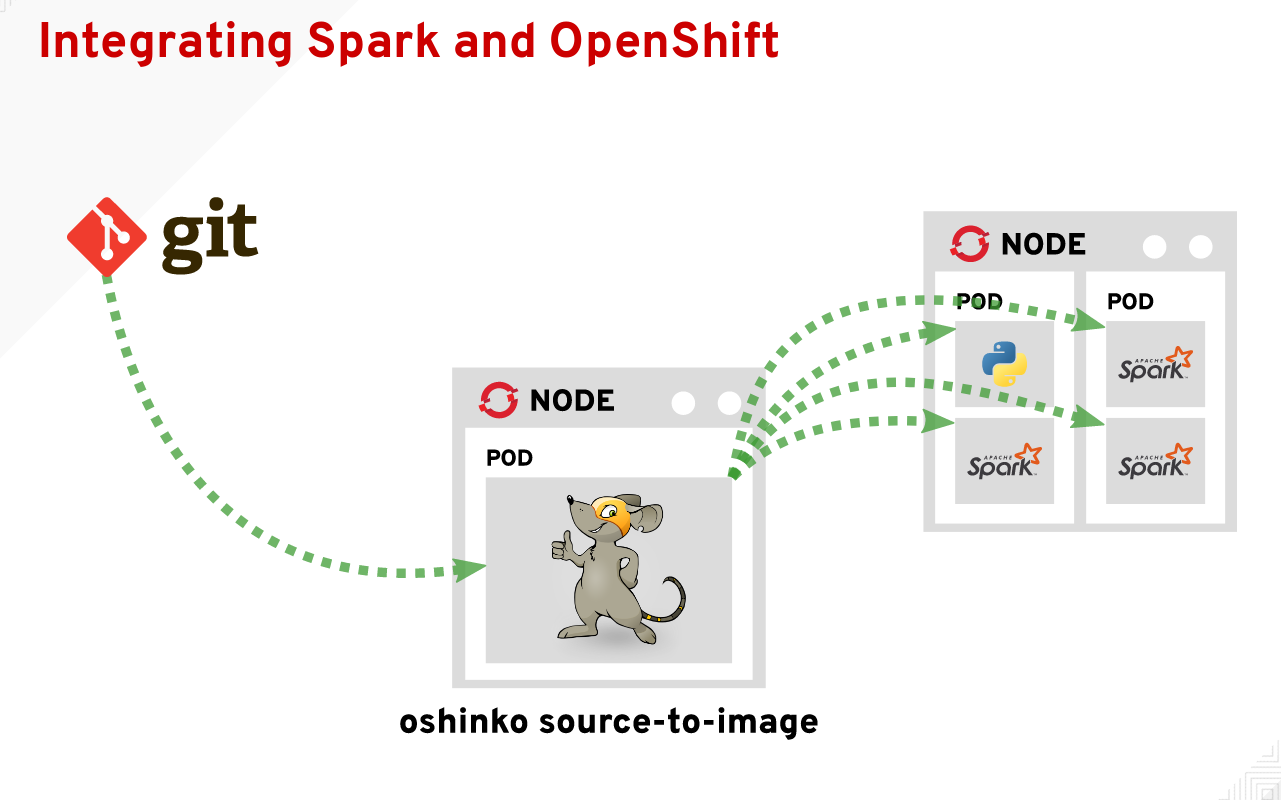 Integrating Spark and OpenShift
git
NODE
POD
POD
APACHE
Spark
APACHE
Spark
APACHE
Spark
NODE
POD
oshinko source-to-image